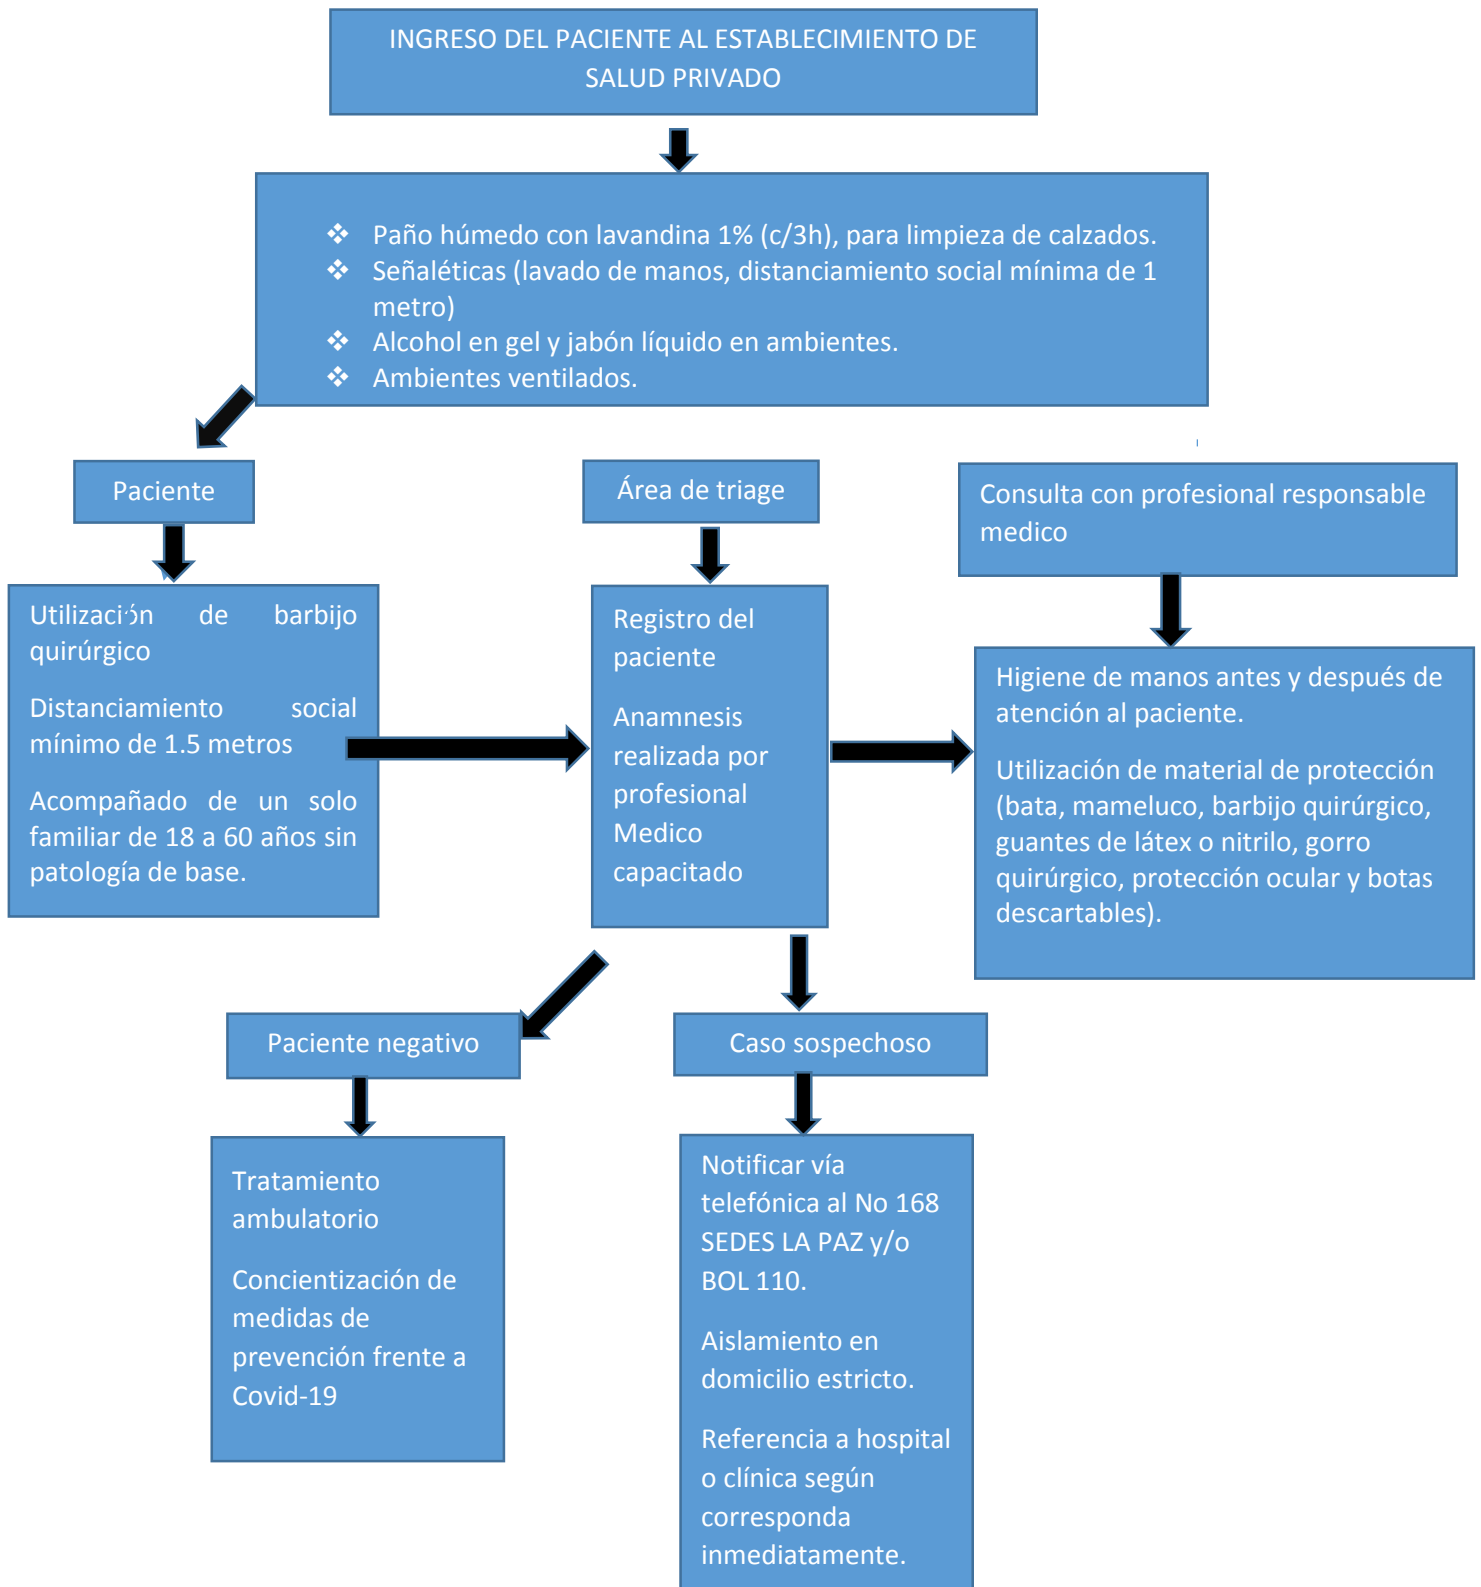 INGRESO DEL PACIENTE AL ESTABLECIMIENTO DE
SALUD PRIVADO
❖ Paño húmedo con lavandina 1% (c/3h), para limpieza de calzados.
❖ Señaléticas (lavado de manos, distanciamiento social mínima de 1
metro)
❖ Alcohol en gel y jabón líquido en ambientes.
❖ Ambientes ventilados.
Paciente
Utilización de barbijo
quirúrgico
Distanciamiento social
mínimo de 1.5 metros
Acompañado de un solo
familiar de 18 a 60 años sin
patología de base.
Área de triage
Registro del
paciente
Anamnesis
realizada por
profesional
Medico
capacitado
Consulta con profesional responsable
medico
Higiene de manos antes y después de
atención al paciente.
Utilización de material de protección
(bata, mameluco, barbijo quirúrgico,
guantes de látex o nitrilo, gorro
quirúrgico, protección ocular y botas
descartables).
Paciente negativo
Tratamiento
ambulatorio
Concientización de
medidas de
prevención frente a
Covid-19
Caso sospechoso
Notificar vía
telefónica al No 168
SEDES LA PAZ y/o
BOL 110.
Aislamiento en
domicilio estricto.
Referencia a hospital
o clínica según
corresponda
inmediatamente.